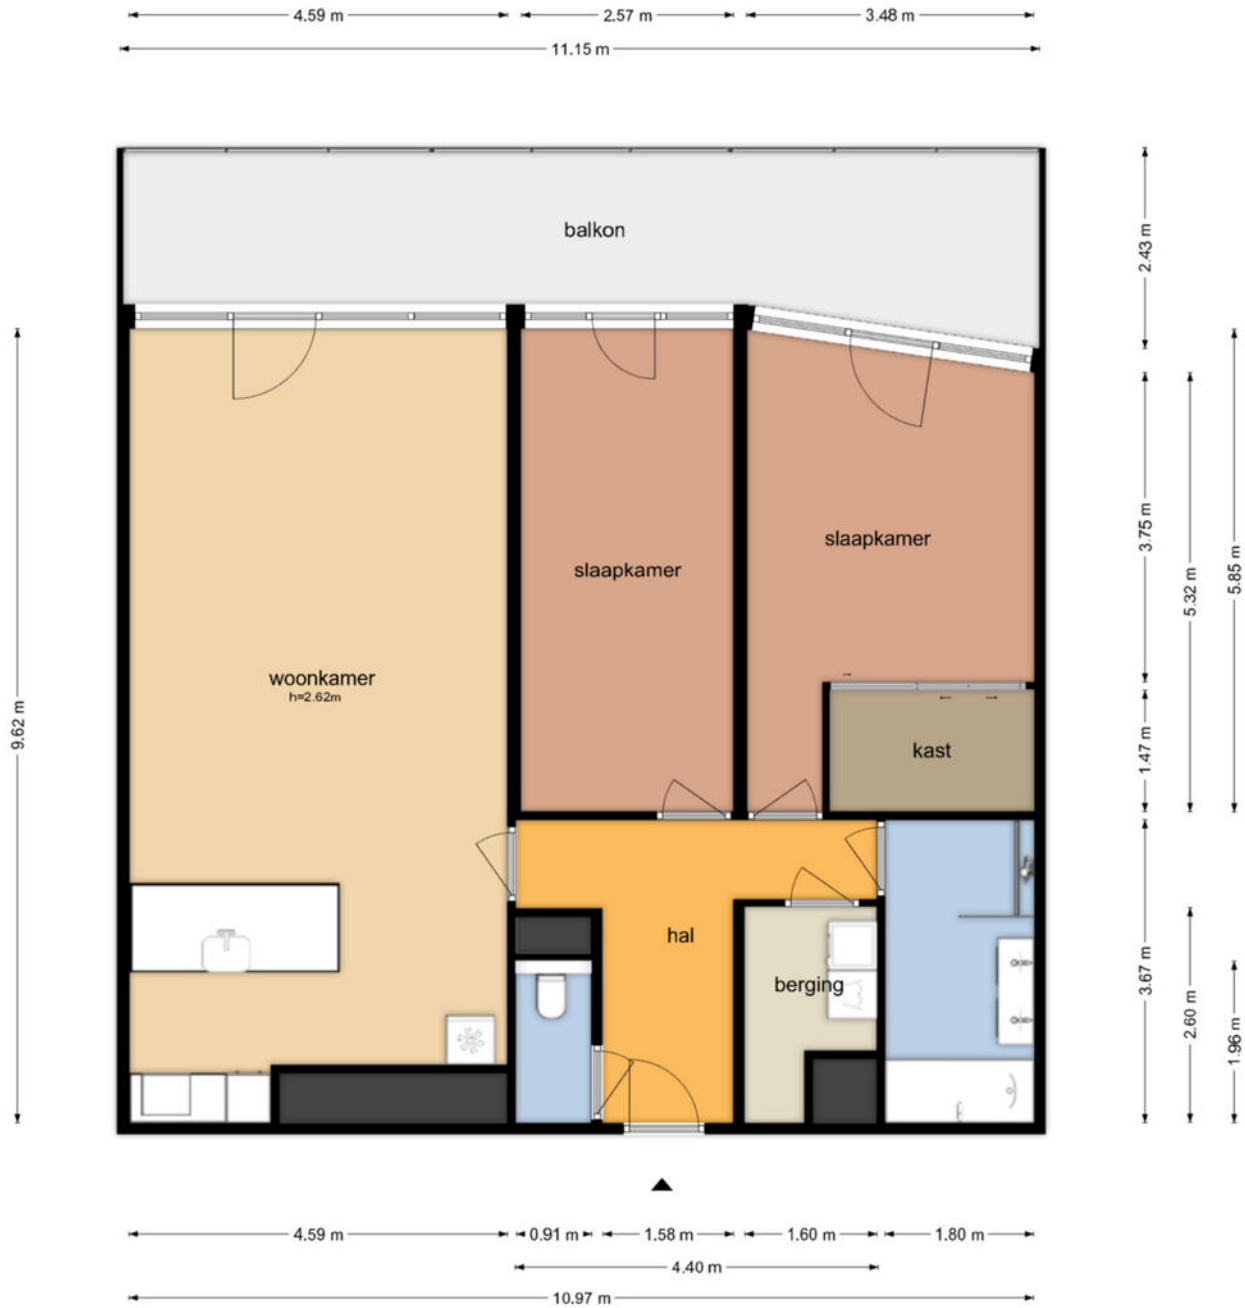 4.59 m
2.57 m
3.48 m
11.15 m
balkon
2.43 m
slaapkamer
3.75 m
slaapkamer
5.85 m
5.32 m
woonkamer
h=2.62m
9.62 m
kast
1.47 m
hal
berging
3.67 m
2.60 m
1.96 m
4.59 m
0.91 m
1.58 m
1.60 m
1.80 m
4.40 m
10.97 m